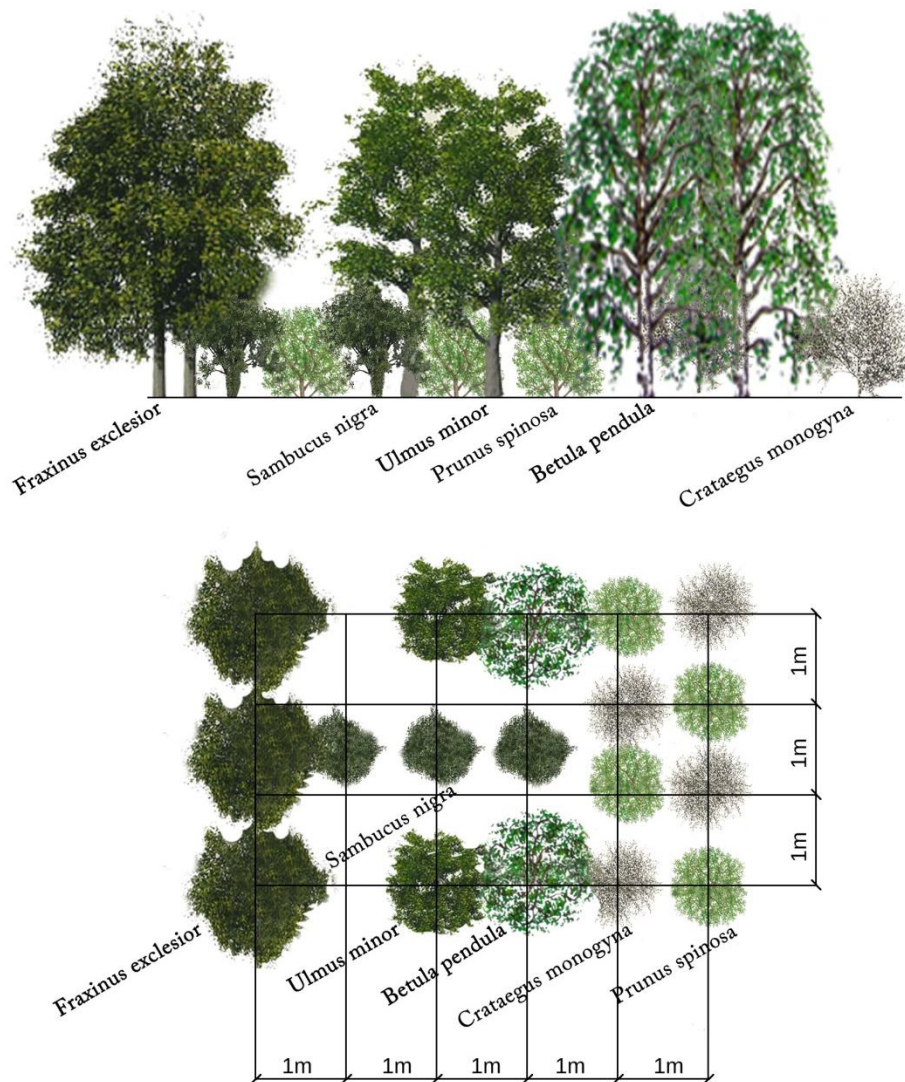 Fraxinus exclesior
Sambucus nigra
Ulmus minor
Prunus spinosa
Betula pendula
Crataegus monogyna
1m
1m
1m
Sambucus nigra
Fraxinus exclesior
Ulmus minor
Betula pendula
Crataegus monogyna
Prunus spinosa
1m
1m
1m
1m
1m